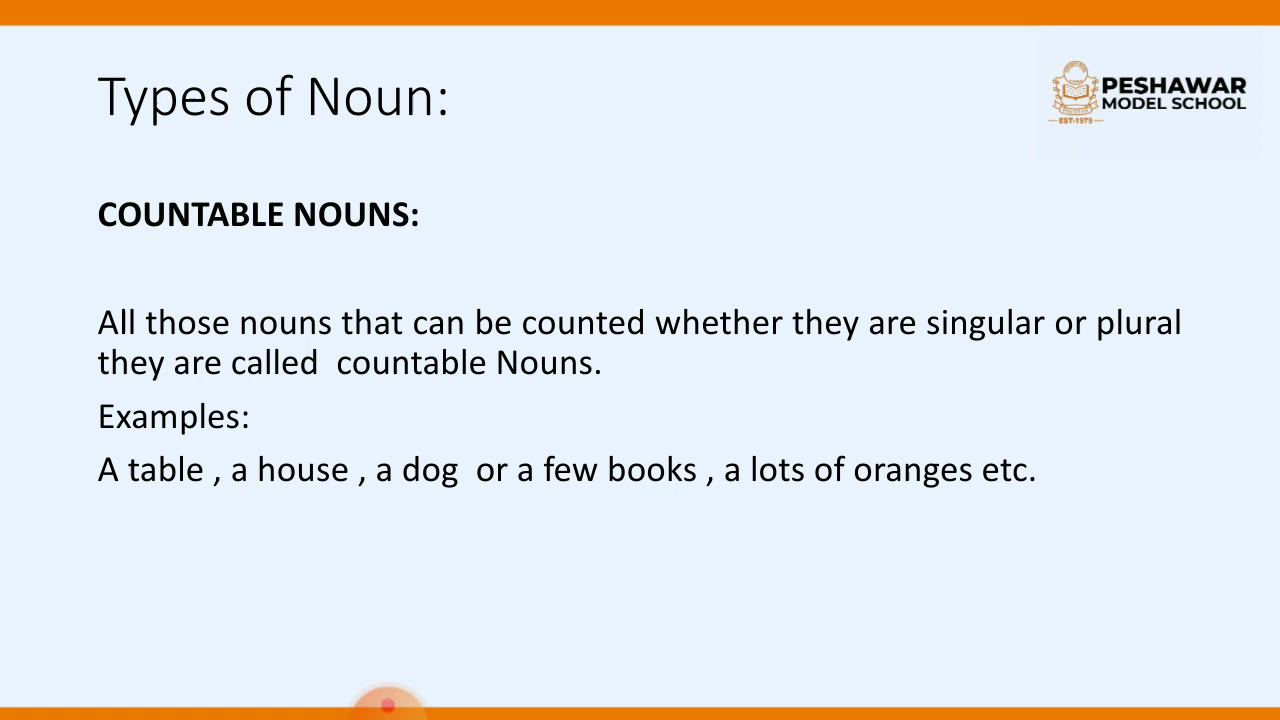 Types of Noun:
PESHAWAR
MODEL SCHOOL
EST-1979
COUNTABLE NOUNS:
All those nouns that can be counted whether they are singular or plural
they are called  countable Nouns.
Examples:
A table , a house , a dog  or a few books , a lots of oranges etc.